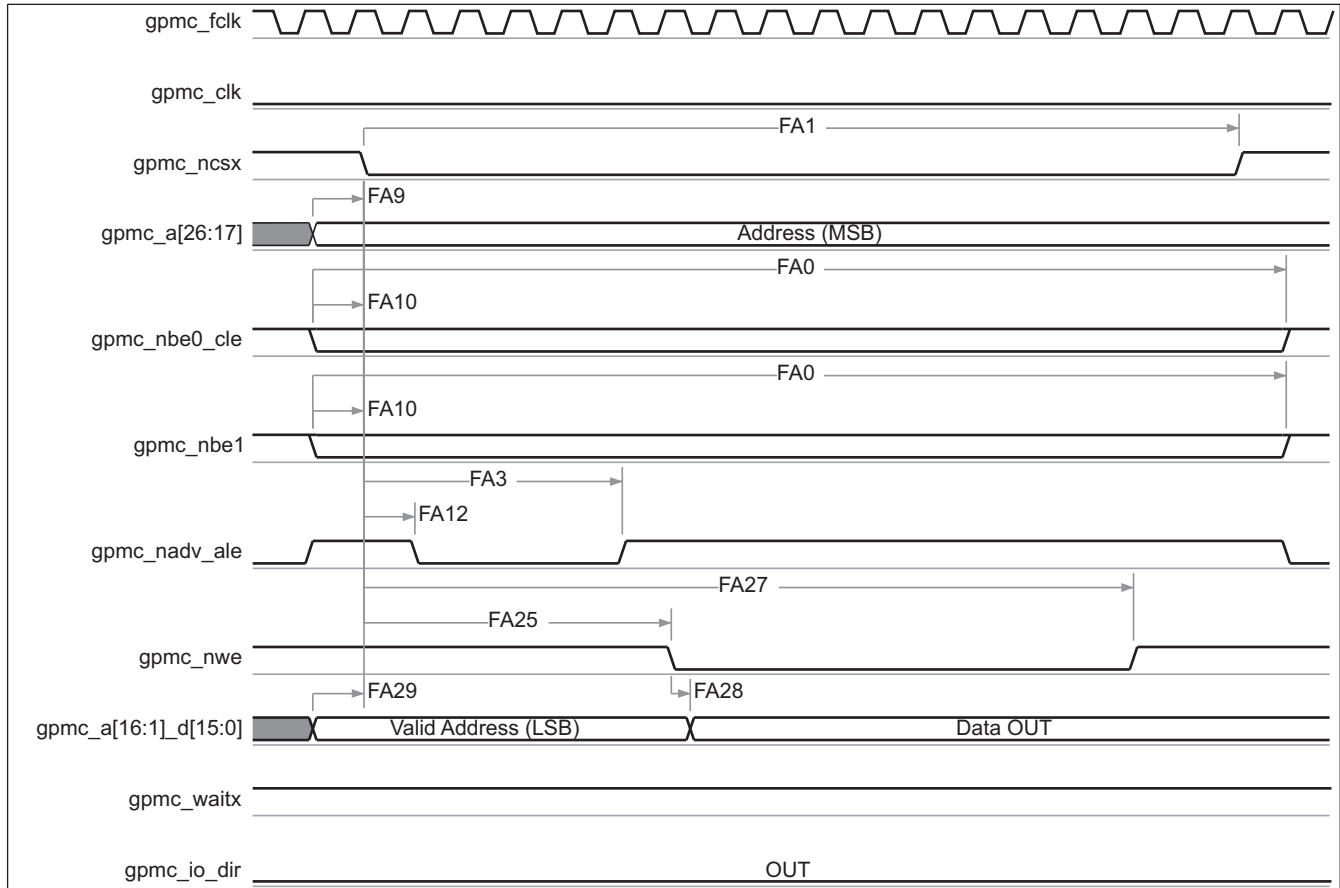 gpmc_fclk
gpmc_clk
FA1
gpmc_ncsx
FA9
gpmc_a[26:17]
Address (MSB)
FA0
FA10
gpmc_nbe0_cle
FA0
FA10
gpmc_nbe1
FA3
FA12
gpmc_nadv_ale
FA27
FA25
gpmc_nwe
FA29
FA28
gpmc_a[16:1]_d[15:0]
Valid Address (LSB)
Data OUT
gpmc_waitx
gpmc_io_dir
OUT